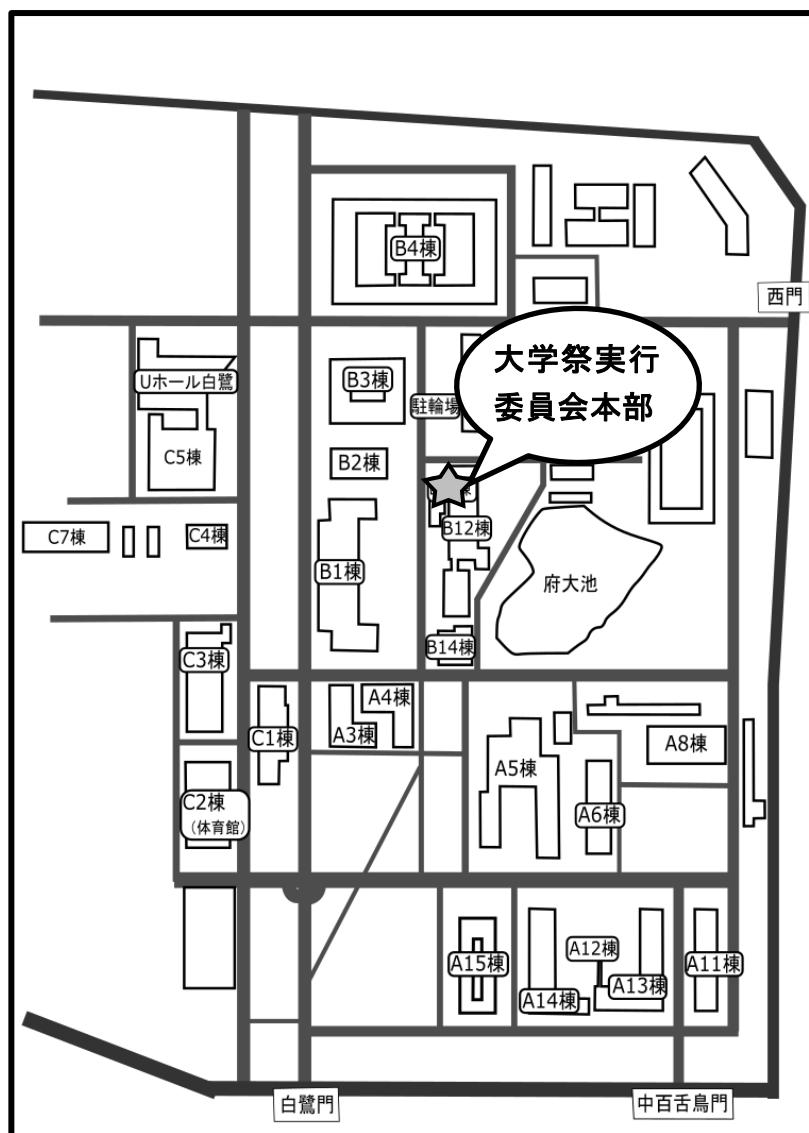 B4棟
西門
大学祭実行
委員会本部
Uホール白鷺
B3棟
駐輪場
C5棟
B2棟
C7棟
C4棟
B12棟
B1棟
府大池
B14棟
C3棟
A4棟
C1棟
A3棟
A8棟
A5棟
C2棟
(体育館)
A6棟
A15棟
A12棟
A11棟
A14棟
A13棟
白鷺門
中百舌鳥門